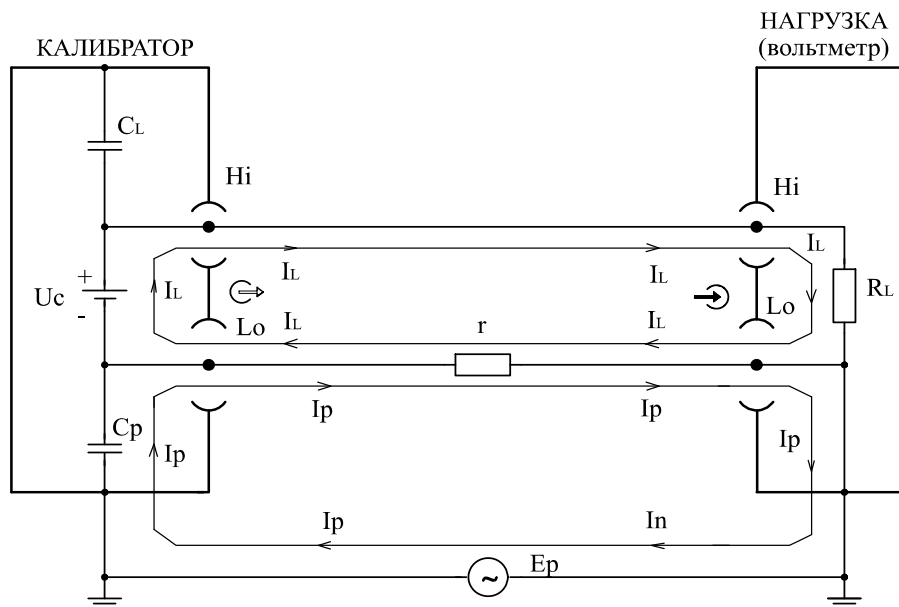 КАЛИБРАТОР
НАГРУЗКА
(вольтметр)
CL
Hi
Hi
IL
IL
IL
IL
Uc
+
-
RL
Lo
Lo
IL
IL
r
Cp
Ip
Ip
Ip
Ip
Ip
In
Ep
~